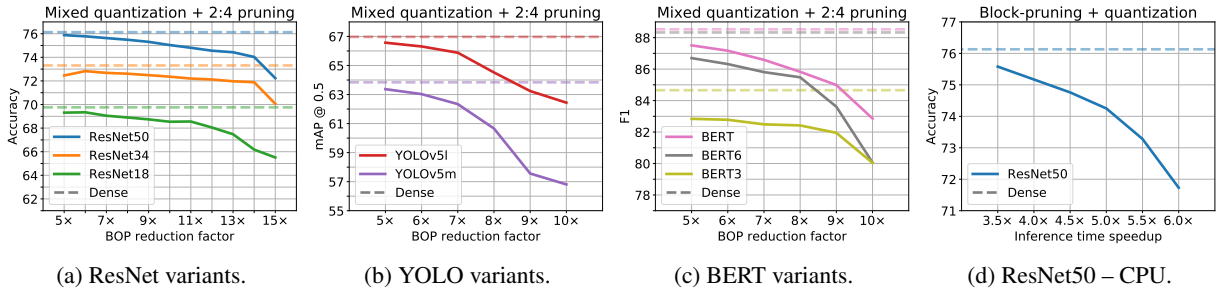 Mixed quantization + 2:4 pruning
76
74
72
70
68
66
64
62
Accuracy
ResNet50
ResNet34
ResNet18
Dense
5× 7× 9× 11× 13× 15×
BOP reduction factor
(a) ResNet variants.
Mixed quantization + 2:4 pruning
67
65
63
61
59
57
55
mAP @ 0.5
YOLOv5l
YOLOv5m
Dense
5× 6× 7× 8× 9× 10×
BOP reduction factor
(b) YOLO variants.
Mixed quantization + 2:4 pruning
88
86
84
82
80
78
F1
BERT
BERT6
BERT3
Dense
5× 6× 7× 8× 9× 10×
BOP reduction factor
(c) BERT variants.
Block-pruning + quantization
77
76
75
74
73
72
71
Accuracy
ResNet50
Dense
3.5× 4.0× 4.5× 5.0× 5.5× 6.0×
Inference time speedup
(d) ResNet50 – CPU.